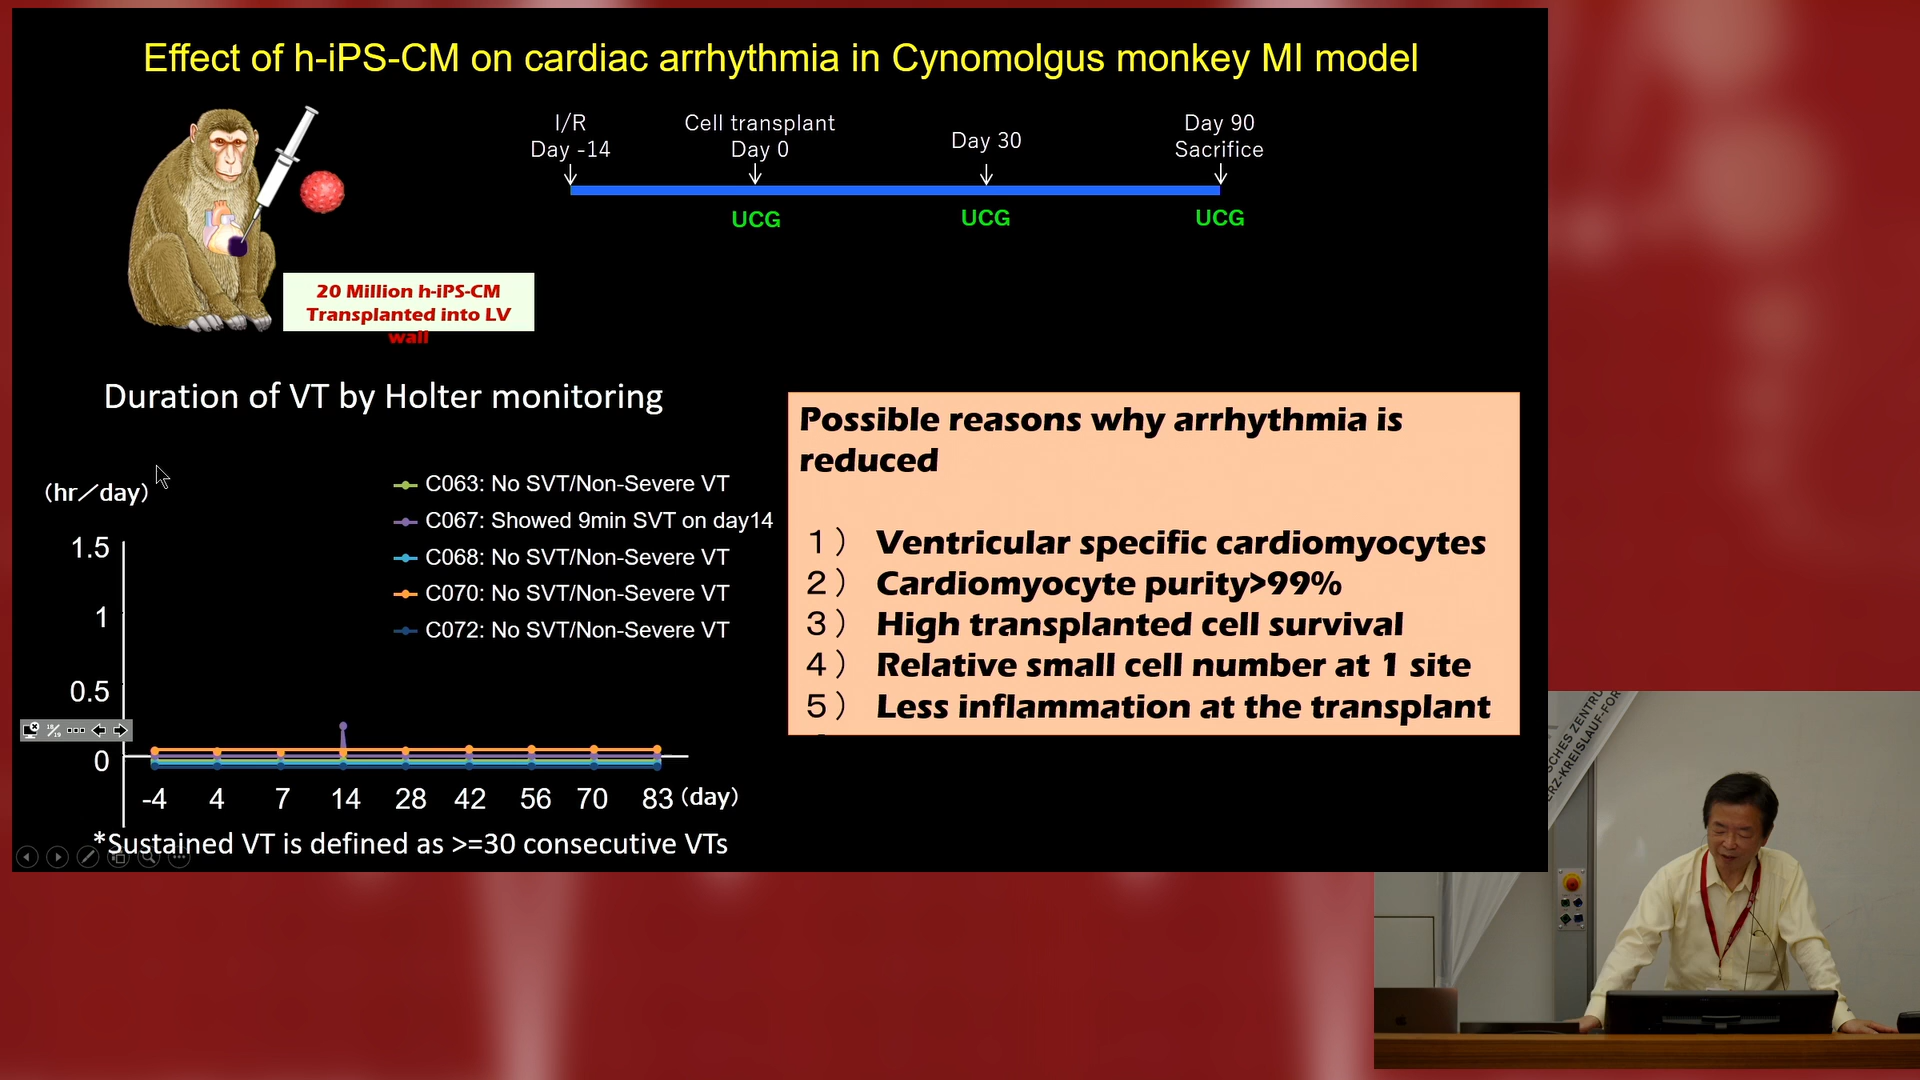 Effect of h-iPS-CM on cardiac arrhythmia in Cynomolgus monkey MI model
I/R
Day -14
Cell transplant
Day 0
Day 30
Day 90
Sacrifice
UCG
UCG
UCG
20 Million h-iPS-CM
Transplanted into LV
wall
Duration of VT by Holter monitoring
(hr/day)
1.5
1
0.5
0
C063: No SVT/Non-Severe VT
C067: Showed 9min SVT on day14
C068: No SVT/Non-Severe VT
C070: No SVT/Non-Severe VT
C072: No SVT/Non-Severe VT
-4 4 7 14 28 42 56 70 83 (day)
*Sustained VT is defined as >=30 consecutive VTs
Possible reasons why arrhythmia is
reduced
1) Ventricular specific cardiomyocytes
2) Cardiomyocyte purity>99%
3) High transplanted cell survival
4) Relative small cell number at 1 site
5) Less inflammation at the transplant